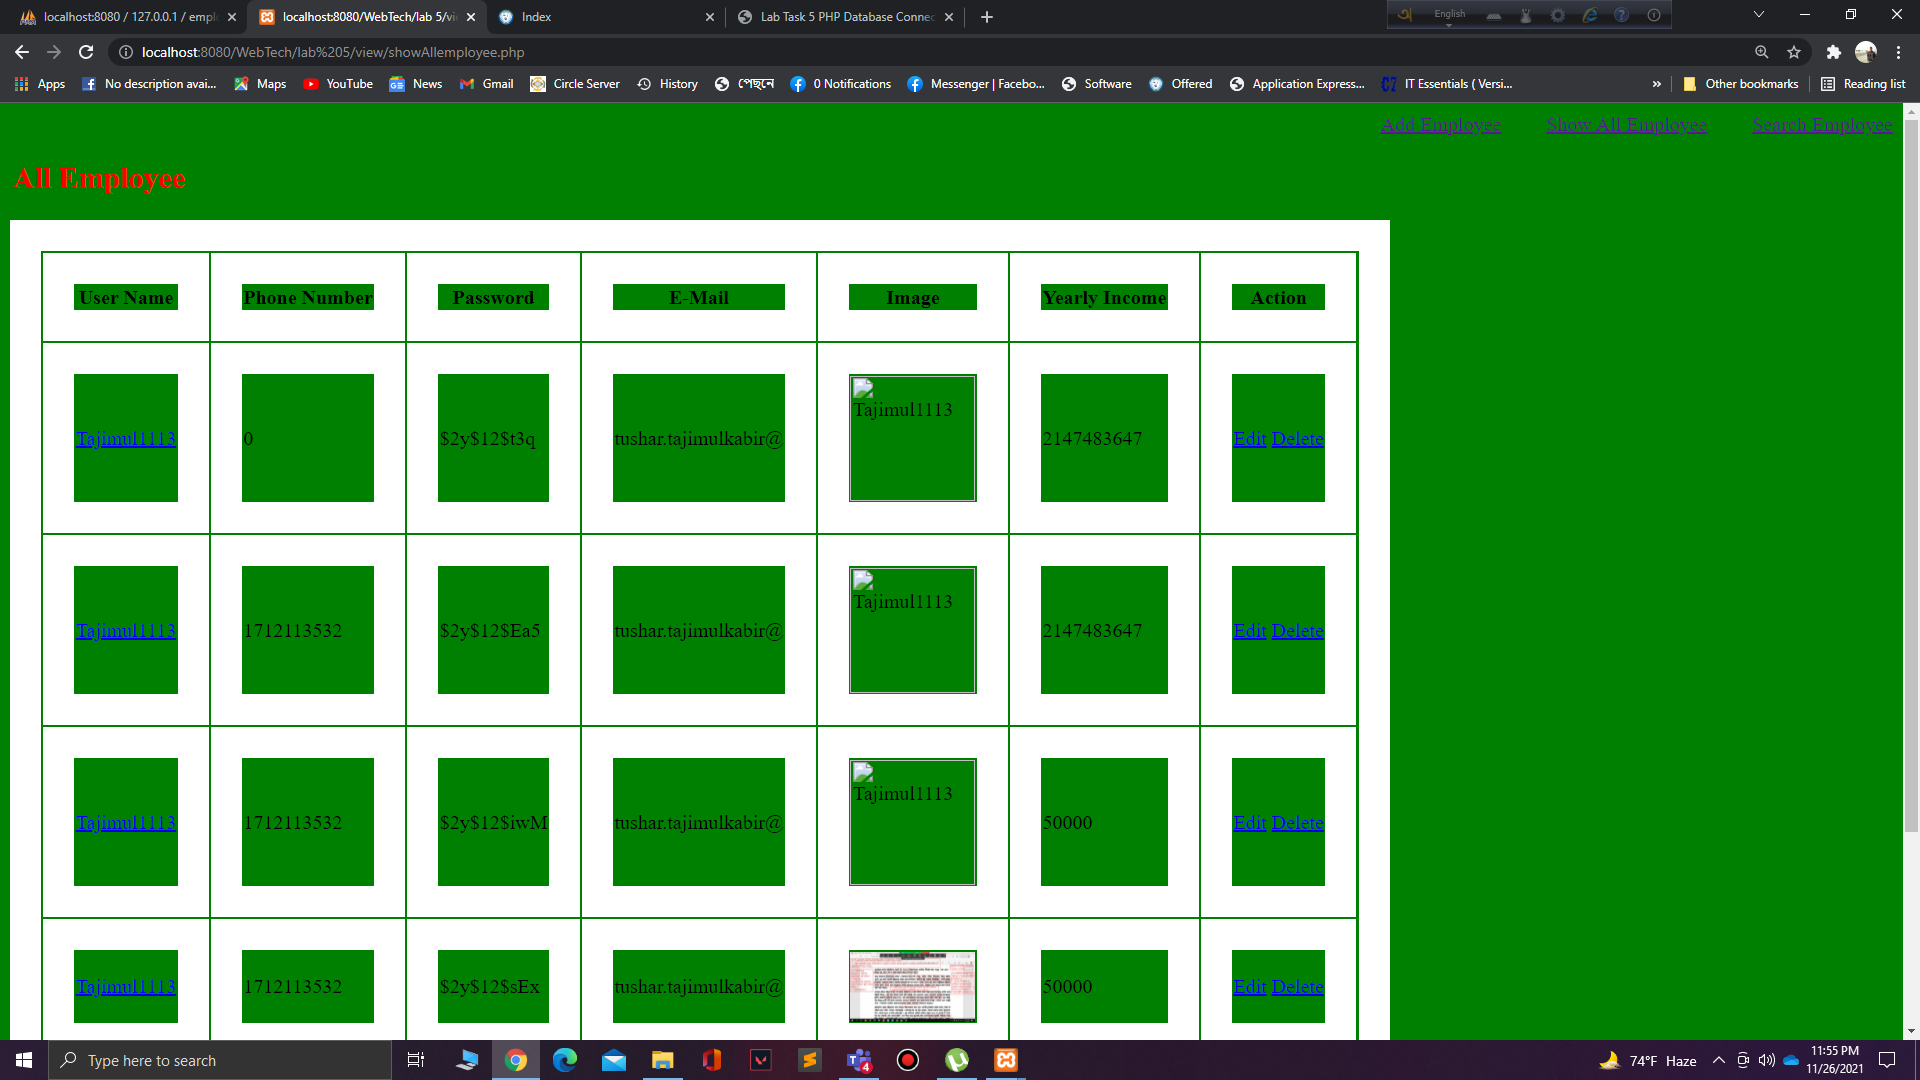 localhost:8080 / 127.0.0.1 / empl
localhost:8080/WebTech/lab 5/vi
Index
Lab Task 5 PHP Database Connec
English
localhost:8080/WebTech/lab%205/view/showAllemployee.php
Apps
No description avai...
Maps
YouTube
News
Gmail
Circle Server
History
পেছনে
0 Notifications
Messenger | Facebo...
Software
Offered
Application Express...
IT Essentials ( Versi...
»
Other bookmarks
Reading list
Add Employee Show All Employee Search Employee
All Employee
User Name Phone Number Password E-Mail Image Yearly Income Action
Tajimul1113 0 $2y$12$t3q tushar.tajimulkabir@ Tajimul1113 2147483647 Edit Delete
Tajimul1113 1712113532 $2y$12$Ea5 tushar.tajimulkabir@ Tajimul1113 2147483647 Edit Delete
Tajimul1113 1712113532 $2y$12$iwM tushar.tajimulkabir@ Tajimul1113 50000 Edit Delete
Tajimul1113 1712113532 $2y$12$sEx tushar.tajimulkabir@ 50000 Edit Delete
Type here to search
4
74°F Haze
11:55 PM
11/26/2021